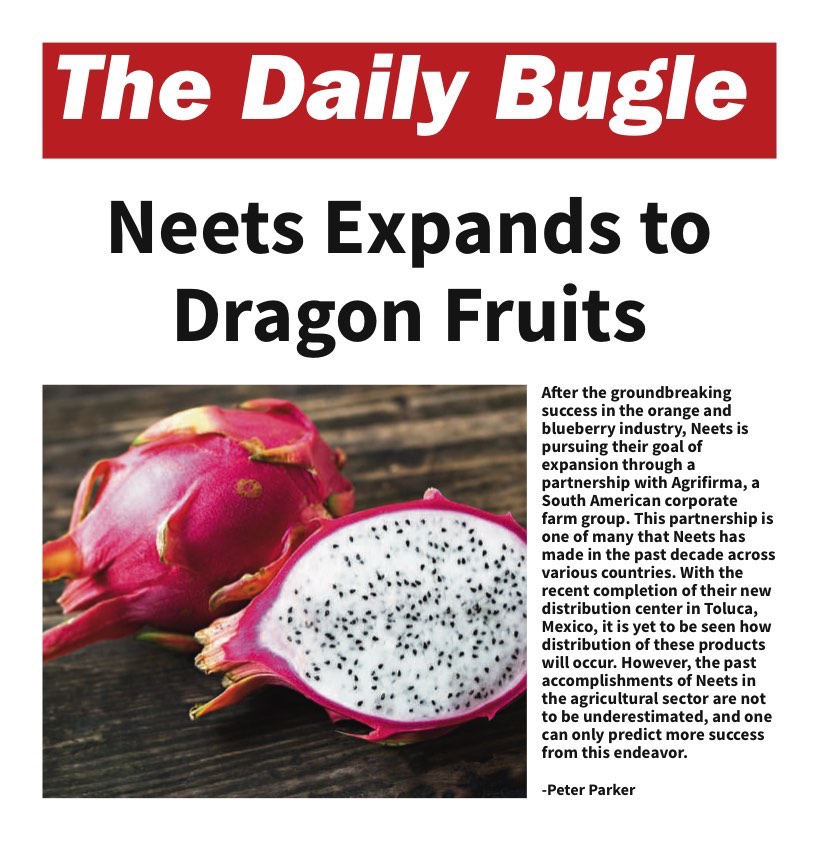 The Daily Bugle
Neets Expands to
Dragon Fruits
After the groundbreaking
success in the orange and
blueberry industry, Neets is
pursuing their goal of
expansion through a
partnership with Agrifirma, a
South American corporate
farm group. This partnership is
one of many that Neets has
made in the past decade across
various countries. With the
recent completion of their new
distribution center in Toluca,
Mexico, it is yet to be seen how
distribution of these products
will occur. However, the past
accomplishments of Neets in
the agricultural sector are not
to be underestimated, and one
can only predict more success
from this endeavor.
-Peter Parker